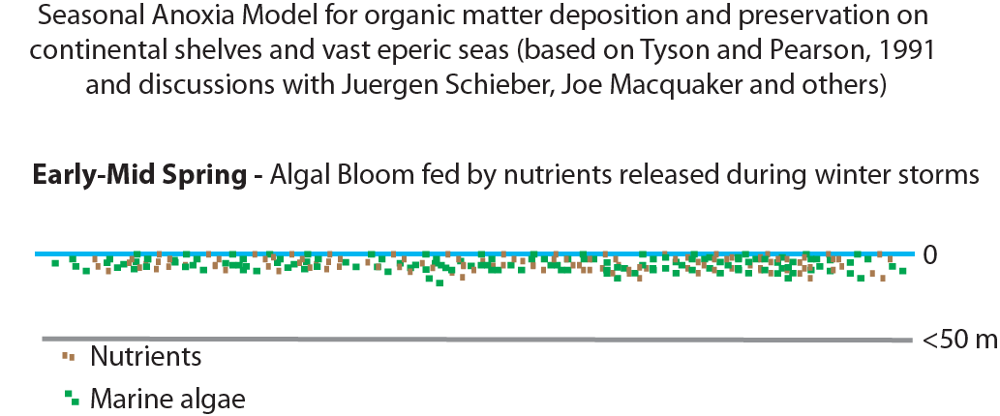 Seasonal Anoxia Model for organic matter deposition and preservation on
continental shelves and vast eperic seas (based on Tyson and Pearson, 1991
and discussions with Juergen Schieber, Joe Macquaker and others)
Early-Mid Spring - Algal Bloom fed by nutrients released during winter storms
0
<50 m
Nutrients
Marine algae